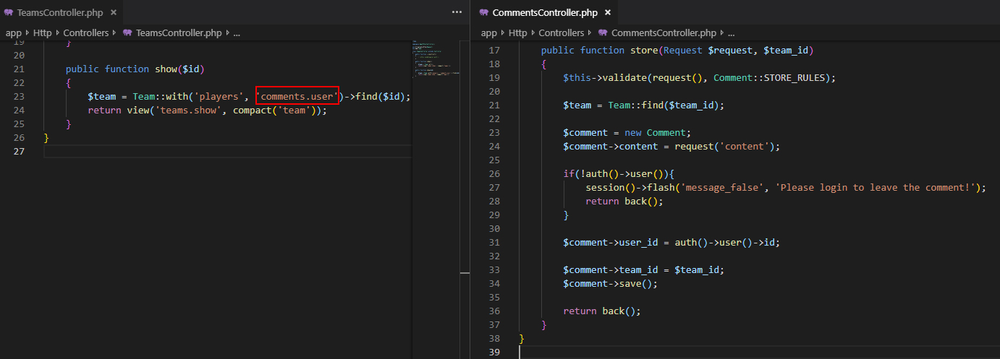 TeamsController.php ×
app > Http > Controllers > TeamsController.php > ...
19 }
20
21 public function show($id)
22 {
23 $team = Team::with('players', 'comments.user')->find($id);
24 return view('teams.show', compact('team'));
25 }
26 }
27
CommentsController.php ×
app > Http > Controllers > CommentsController.php > ...
17 public function store(Request $request, $team_id)
18 {
19 $this->validate(request(), Comment::STORE_RULES);
20
21 $team = Team::find($team_id);
22
23 $comment = new Comment;
24 $comment->content = request('content');
25
26 if(!auth()->user()){
27 session()->flash('message_false', 'Please login to leave the comment!');
28 return back();
29 }
30
31 $comment->user_id = auth()->user()->id;
32
33 $comment->team_id = $team_id;
34 $comment->save();
35
36 return back();
37 }
38 }
39